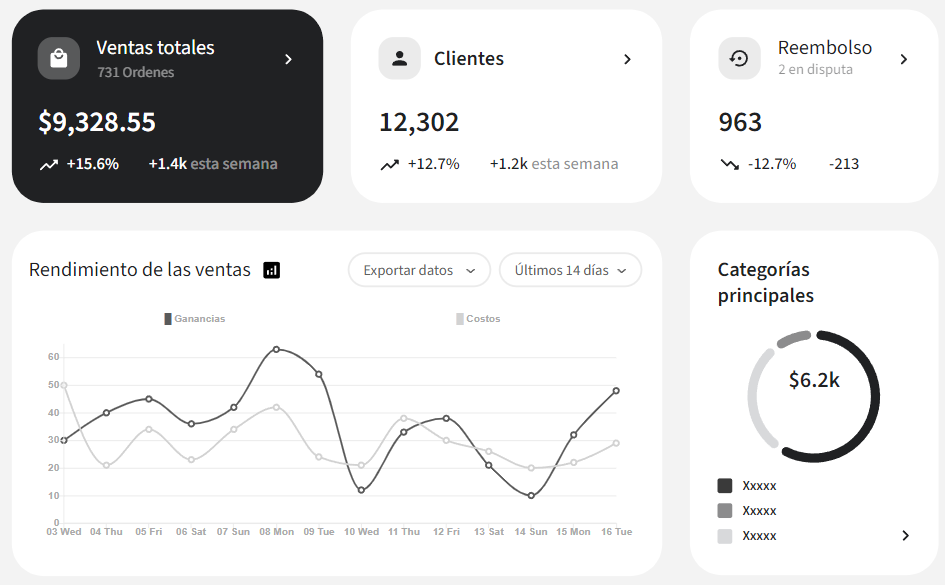 Ventas totales
731 Ordenes
$9,328.55
+15.6% +1.4k esta semana
Clientes
12,302
+12.7% +1.2k esta semana
Reembolso
2 en disputa
963
-12.7% -213
Rendimiento de las ventas
Exportar datos
Últimos 14 días
Ganancias
Costos
60
50
40
30
20
10
0
03 Wed 04 Thu 05 Fri 06 Sat 07 Sun 08 Mon 09 Tue 10 Wed 11 Thu 12 Fri 13 Sat 14 Sun 15 Mon 16 Tue
Categorías
principales
$6.2k
Xxxxx
Xxxxx
Xxxxx